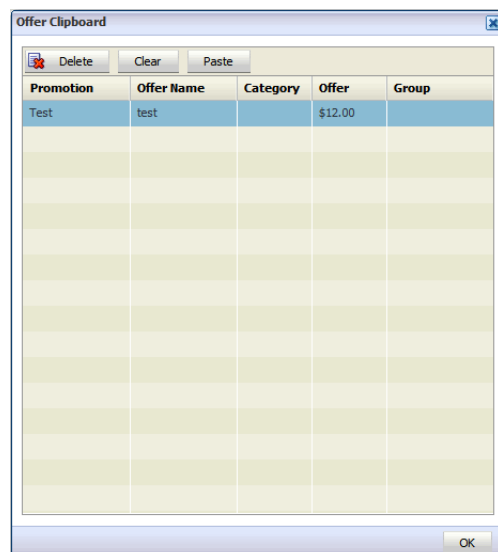 Offer Clipboard
Delete Clear Paste
Promotion Offer Name Category Offer Group
Test test $12.00
OK